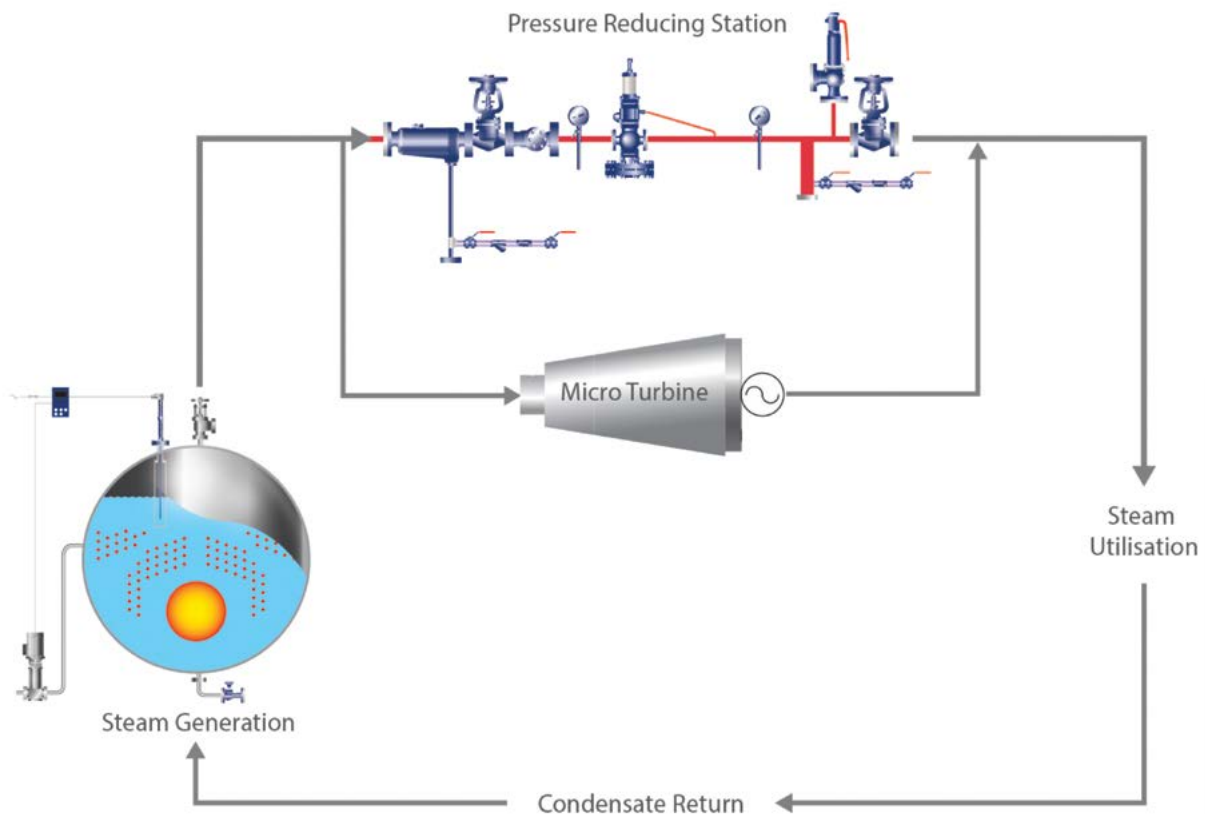 Pressure Reducing Station
Micro Turbine
Steam
Utilisation
Steam Generation
Condensate Return